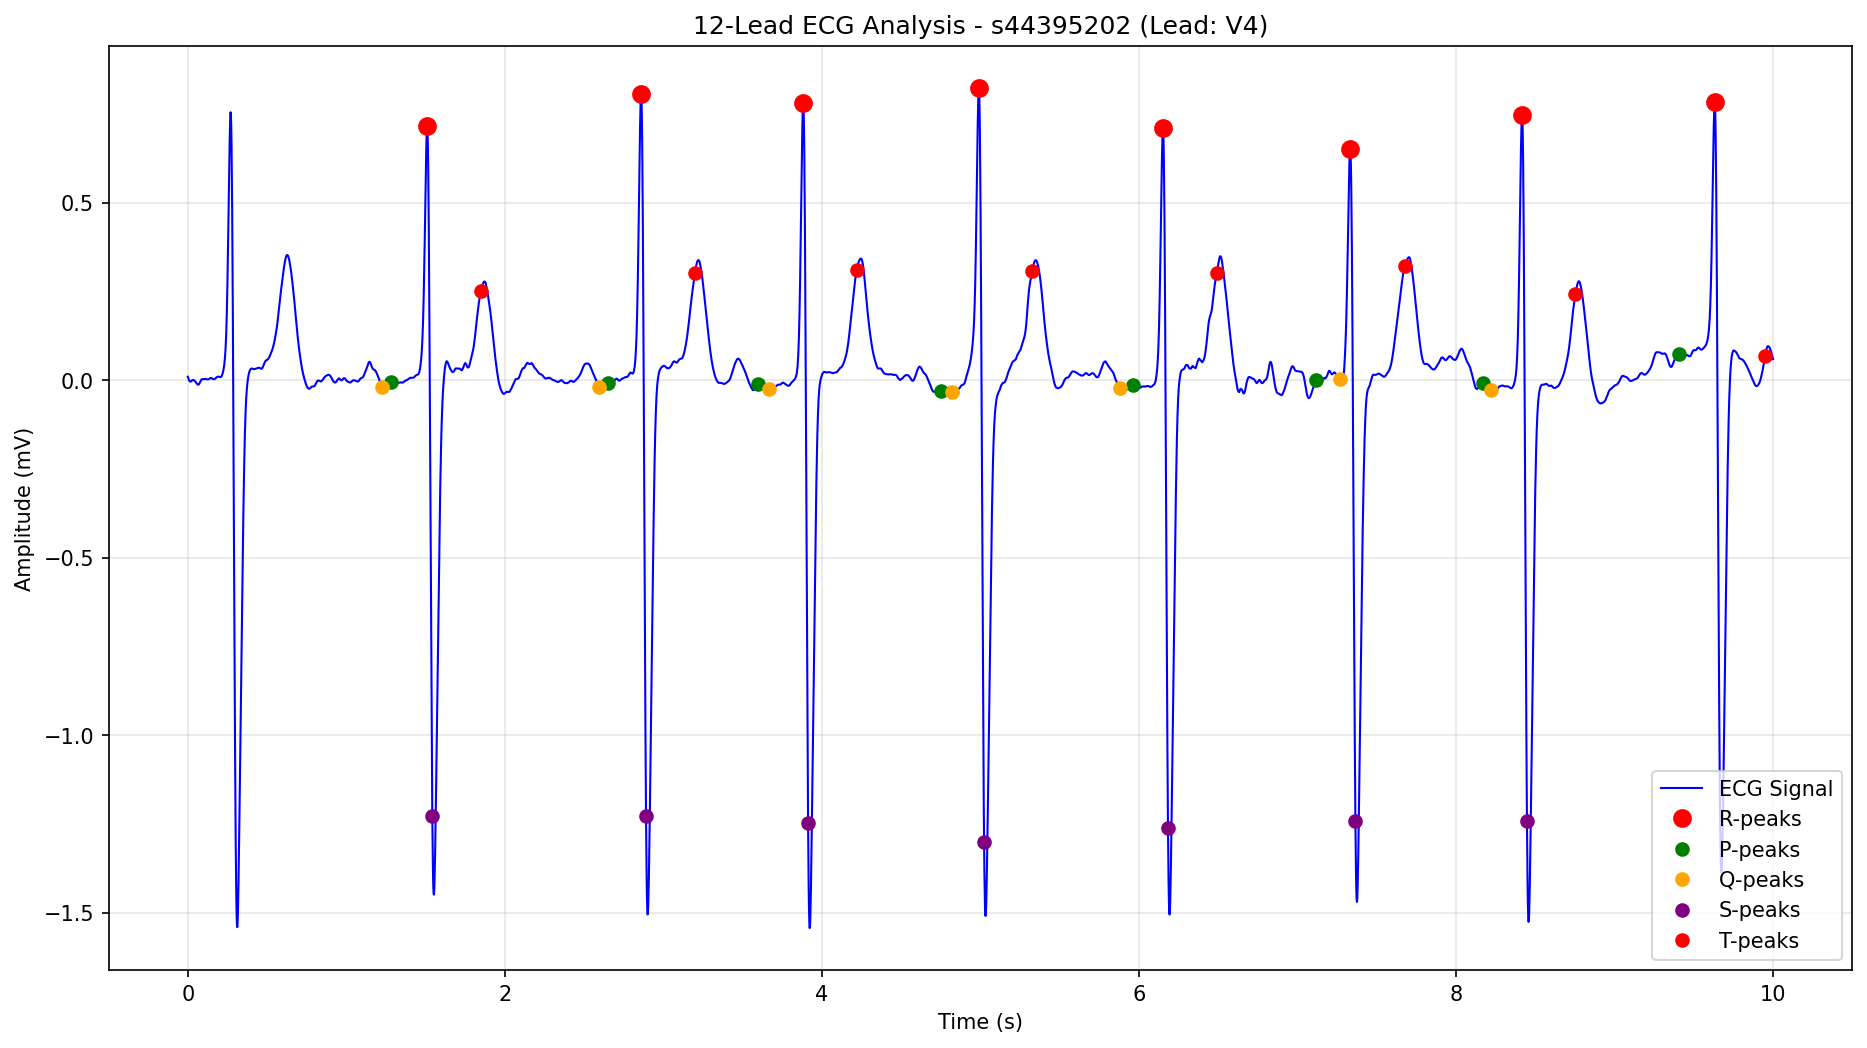 12-Lead ECG Analysis - s44395202 (Lead: V4)
Amplitude (mV)
0.5
0.0
−0.5
−1.0
−1.5
0 2 4 6 8 10
Time (s)
ECG Signal
R-peaks
P-peaks
Q-peaks
S-peaks
T-peaks